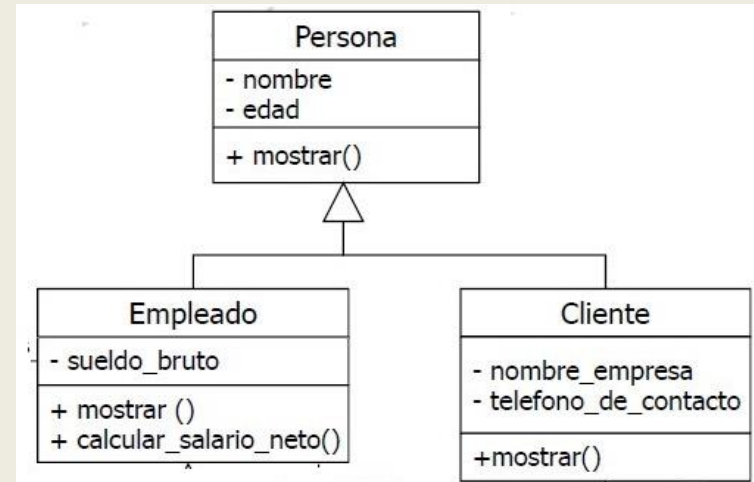 Persona
- nombre
- edad
+ mostrar()
Empleado
- sueldo_bruto
+ mostrar ()
+ calcular_salario_neto()
Cliente
- nombre_empresa
- telefono_de_contacto
+mostrar()